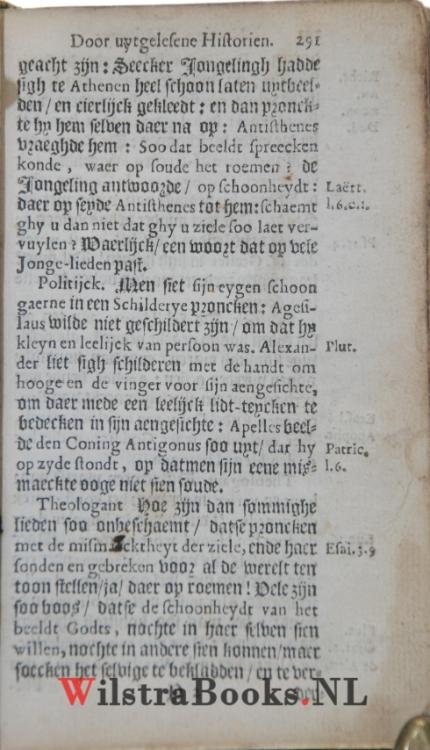 Door uytgelesene Historien. 291
geacht zijn: Seecker Jongelingh hadde
sigh te Athenen heel schoon laten uytbeel-
den / en cierlijck gekleedt: en dan pronck-
te hy hem selven daer na op: Antisthenes
vraeghde hem: Soo dat beeldt spreecken
konde, waer op soude het roemen? de
Jongeling antwoorde / op schoonheydt: Laërt.
daer op seyde Antisthenes tot hem: schaemt l.6.c.1.
ghy u dan niet dat ghy u ziele soo laet ver-
vuylen? Waerlijck / een woort dat op vele
Jonge-lieden past.
Politijck. Men siet sijn eygen schoon
gaerne in een Schilderye proncken: Agesi-
laus wilde niet geschildert zijn / om dat hy
kleyn en leelijck van persoon was. Alexan- Plut.
der liet sigh schilderen met de handt om
hooge en de vinger voor sijn aengesichte,
om daer mede een leelijck lidt-teycken te
bedecken in sijn aengesichte: Apelles beel-
de den Coning Antigonus soo uyt / dat hy Patric.
op zyde stondt, op datmen sijn eene mis- l.6.
maeckte ooge niet sien soude.
Theologant Hoe zijn dan sommighe
lieden soo onbeschaemt / datse proncken
met de mismaecktheyt der ziele, ende haer Esai.3.9
sonden en gebreken voor al de werelt ten
toon stellen / ja / daer op roemen! Vele zijn
soo boos / datse de schoonheydt van het
beeldt Godts, nochte in haer selven sien
willen, nochte in andere sien konnen / maer
soecken het selvige te bekladden / en te ver-
WilstraBooks.NL